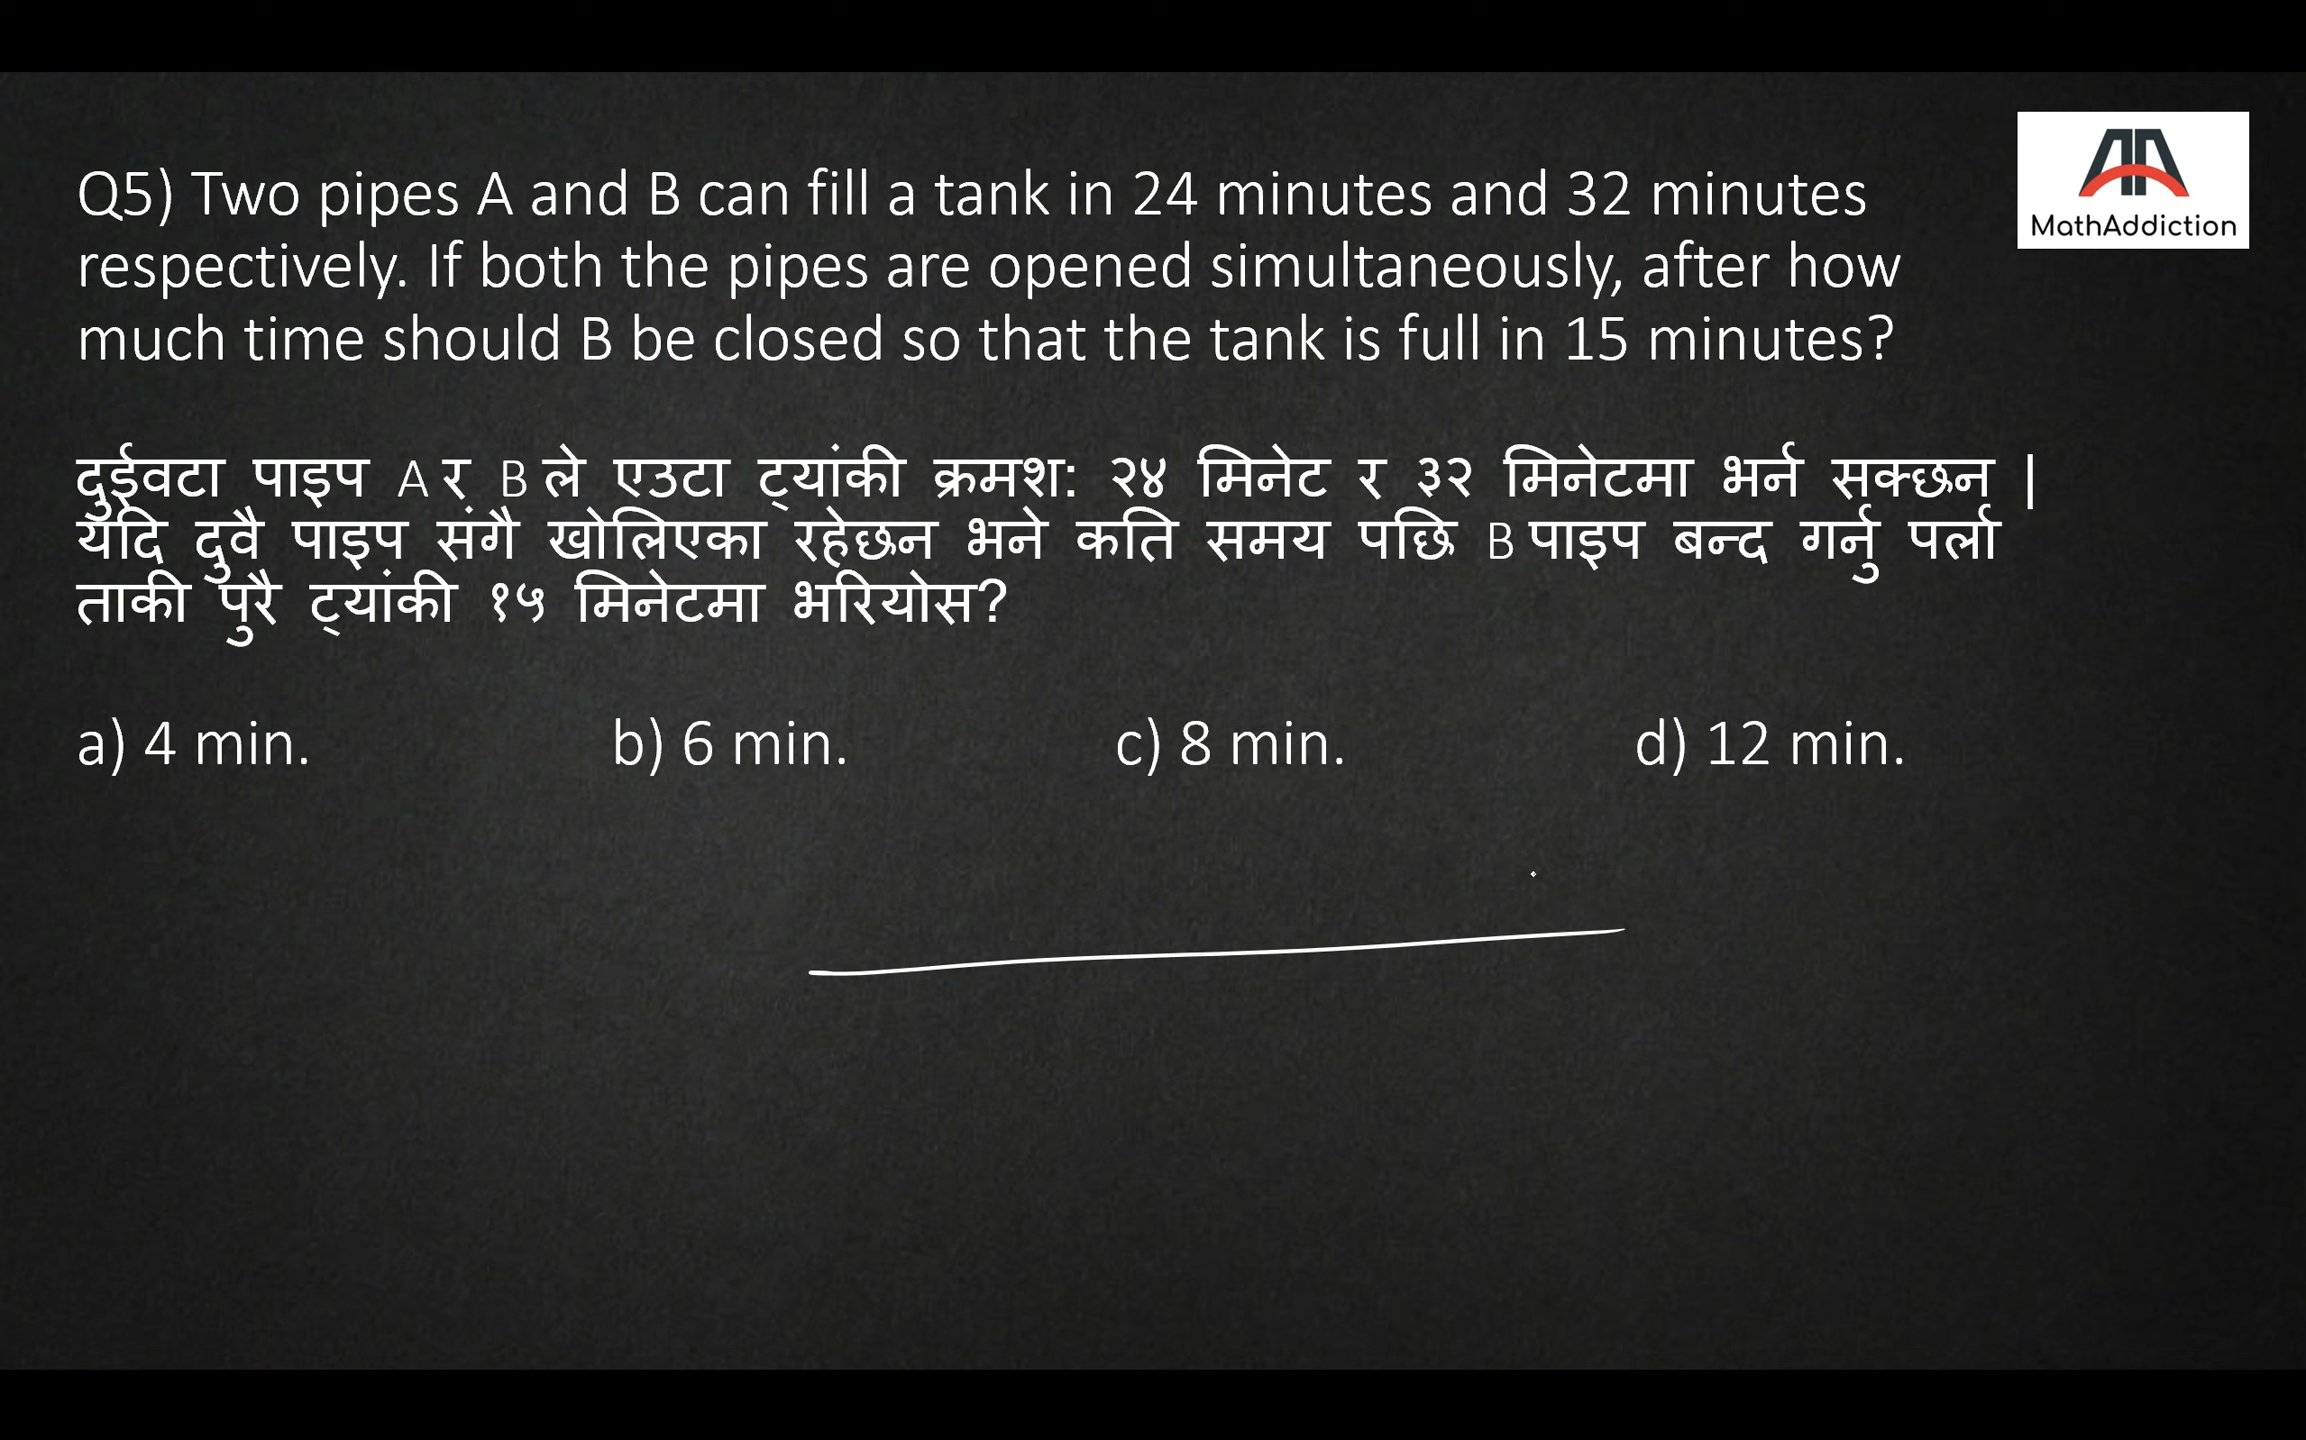 MathAddiction
Q5) Two pipes A and B can fill a tank in 24 minutes and 32 minutes
respectively. If both the pipes are opened simultaneously, after how
much time should B be closed so that the tank is full in 15 minutes?
दुईवटा पाइप A र B ले एउटा ट्यांकी क्रमश: २४ मिनेट र ३२ मिनेटमा भर्न सक्छन |
यदि दुवै पाइप संगै खोलिएका रहेछन भने कति समय पछि B पाइप बन्द गर्नु पर्ला
ताकी पुरै ट्यांकी १५ मिनेटमा भरियोस?
a) 4 min. b) 6 min. c) 8 min. d) 12 min.